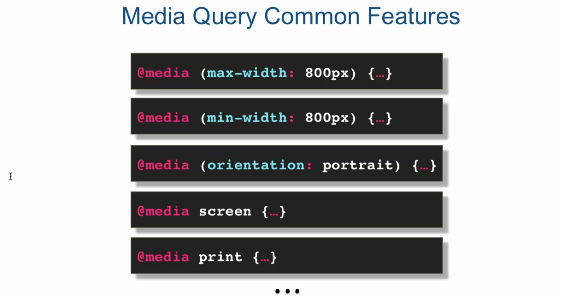 Media Query Common Features
@media (max-width: 800px) {…}
@media (min-width: 800px) {…}
@media (orientation: portrait) {…}
@media screen {…}
@media print {…}
...